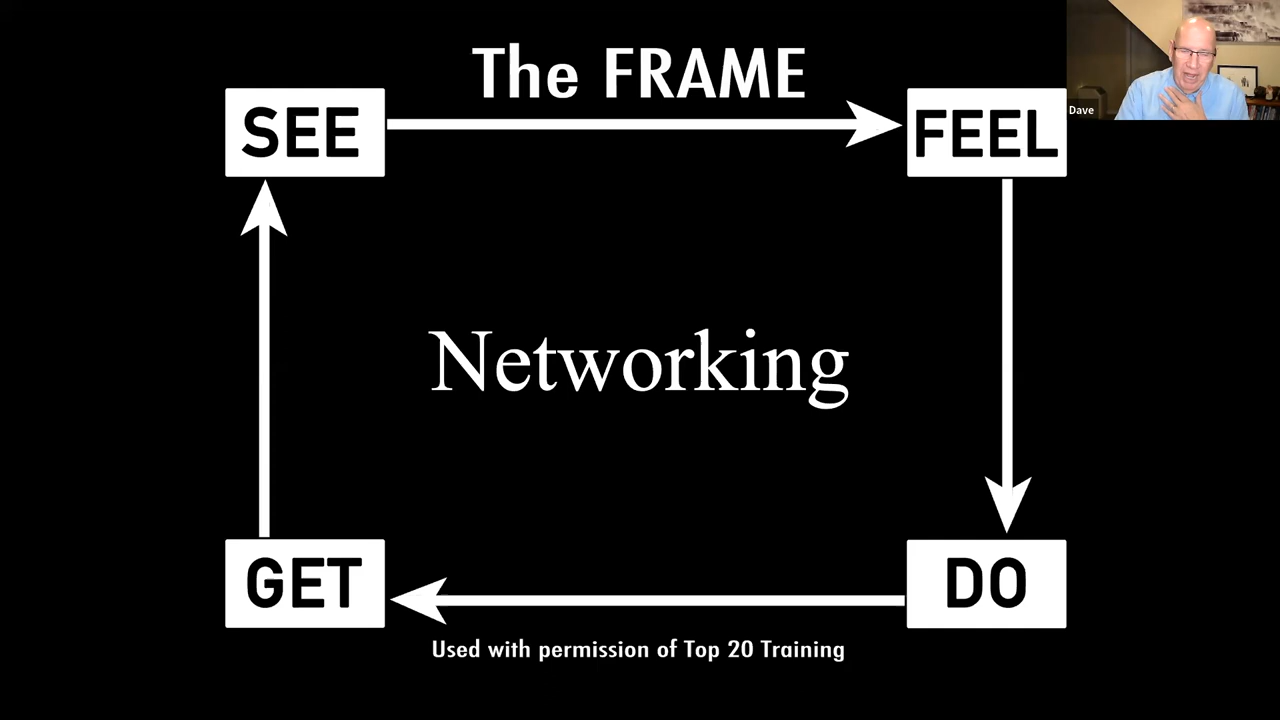 The FRAME
SEE
FEEL
Dave
Networking
GET
DO
Used with permission of Top 20 Training